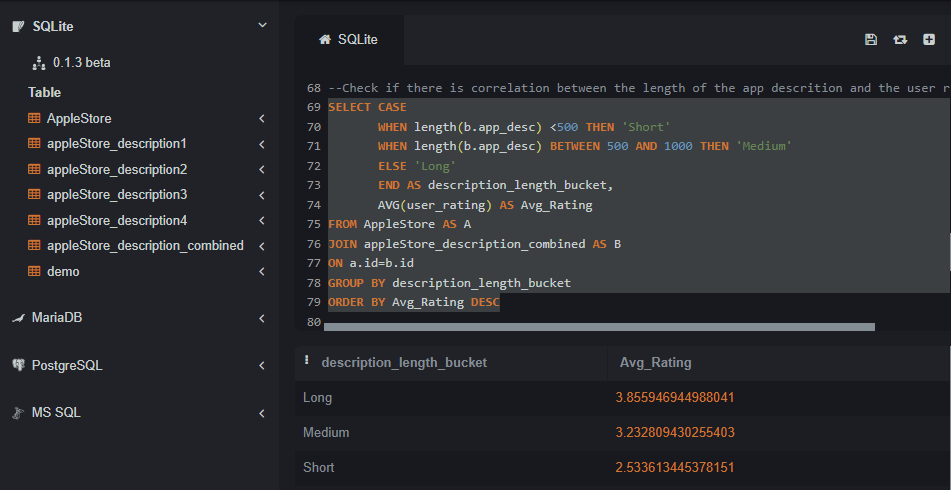 SQLite
0.1.3 beta
Table
AppleStore
appleStore_description1
appleStore_description2
appleStore_description3
appleStore_description4
appleStore_description_combined
demo
MariaDB
PostgreSQL
MS SQL
SQLite
68 --Check if there is correlation between the length of the app descrition and the user
69 SELECT CASE
70 WHEN length(b.app_desc) <500 THEN 'Short'
71 WHEN length(b.app_desc) BETWEEN 500 AND 1000 THEN 'Medium'
72 ELSE 'Long'
73 END AS description_length_bucket,
74 AVG(user_rating) AS Avg_Rating
75 FROM AppleStore AS A
76 JOIN appleStore_description_combined AS B
77 ON a.id=b.id
78 GROUP BY description_length_bucket
79 ORDER BY Avg_Rating DESC
80
description_length_bucket Avg_Rating
Long 3.855946944988041
Medium 3.232809430255403
Short 2.533613445378151